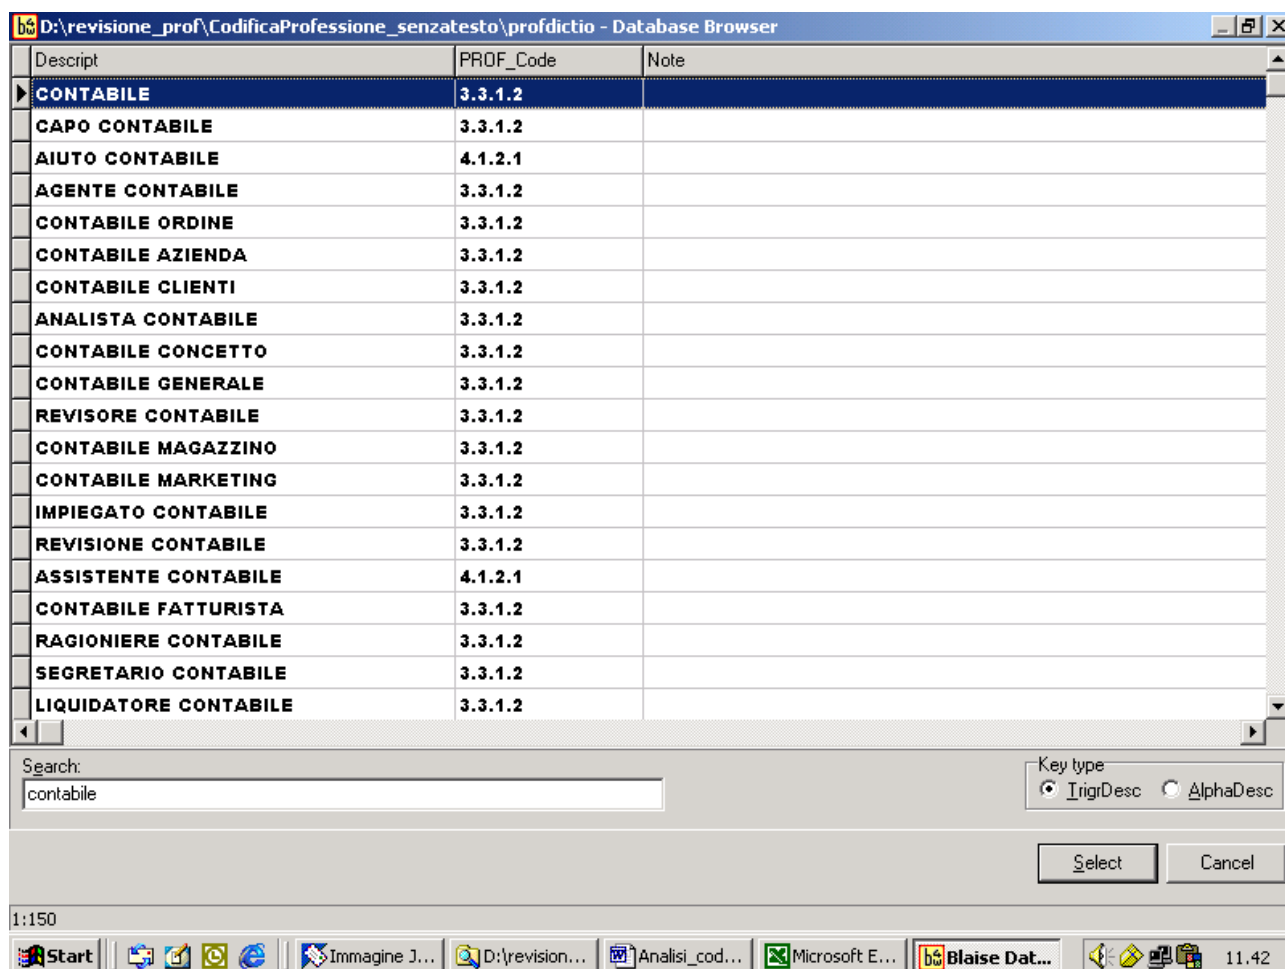 D:\revisione_prof\CodificaProfessione_senzatesto\profdictio - Database Browser
Descript PROF_Code Note
CONTABILE 3.3.1.2
CAPO CONTABILE 3.3.1.2
AIUTO CONTABILE 4.1.2.1
AGENTE CONTABILE 3.3.1.2
CONTABILE ORDINE 3.3.1.2
CONTABILE AZIENDA 3.3.1.2
CONTABILE CLIENTI 3.3.1.2
ANALISTA CONTABILE 3.3.1.2
CONTABILE CONCETTO 3.3.1.2
CONTABILE GENERALE 3.3.1.2
REVISORE CONTABILE 3.3.1.2
CONTABILE MAGAZZINO 3.3.1.2
CONTABILE MARKETING 3.3.1.2
IMPIEGATO CONTABILE 3.3.1.2
REVISIONE CONTABILE 3.3.1.2
ASSISTENTE CONTABILE 4.1.2.1
CONTABILE FATTURISTA 3.3.1.2
RAGIONIERE CONTABILE 3.3.1.2
SEGRETARIO CONTABILE 3.3.1.2
LIQUIDATORE CONTABILE 3.3.1.2
Search: Key type
contabile TrigrDesc AlphaDesc
Select Cancel
1:150
Start Immagine J... D:\revision... Analisi_cod... Microsoft E... Blaise Dat... 11.42